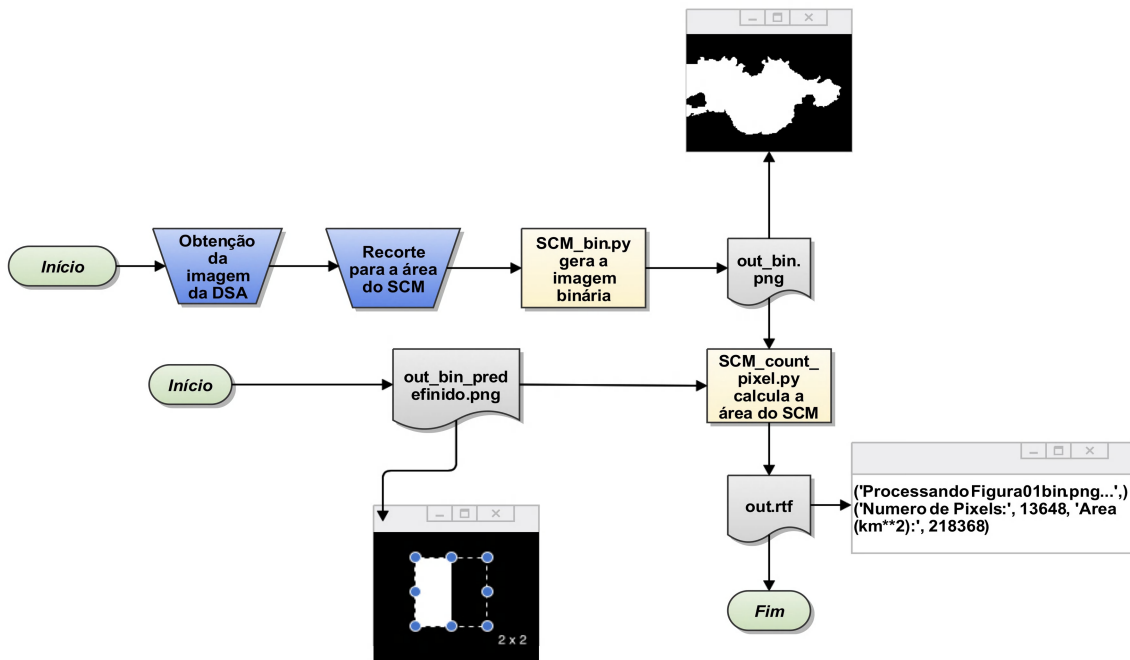 Início
Obtenção
da
imagem
da DSA
Recorte
para a área
do SCM
SCM_bin.py
gera a
imagem
binária
out_bin.
png
Início
out_bin_pred
efinido.png
SCM_count_
pixel.py
calcula a
área do SCM
out.rtf
('Processando Figura01bin.png...',)
('Numero de Pixels:', 13648, 'Area
(km**2):', 218368)
2 x 2
Fim